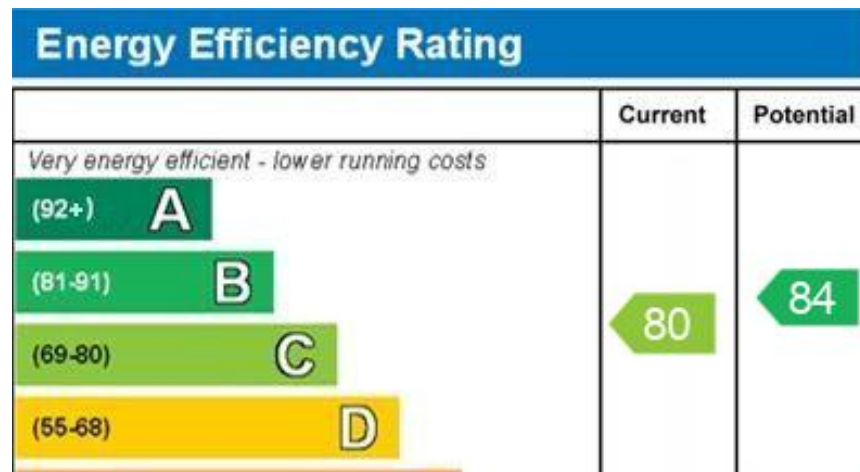 Energy Efficiency Rating
Current Potential
Very energy efficient - lower running costs
(92+) A
(81-91) B
(69-80) C
(55-68) D
80
84